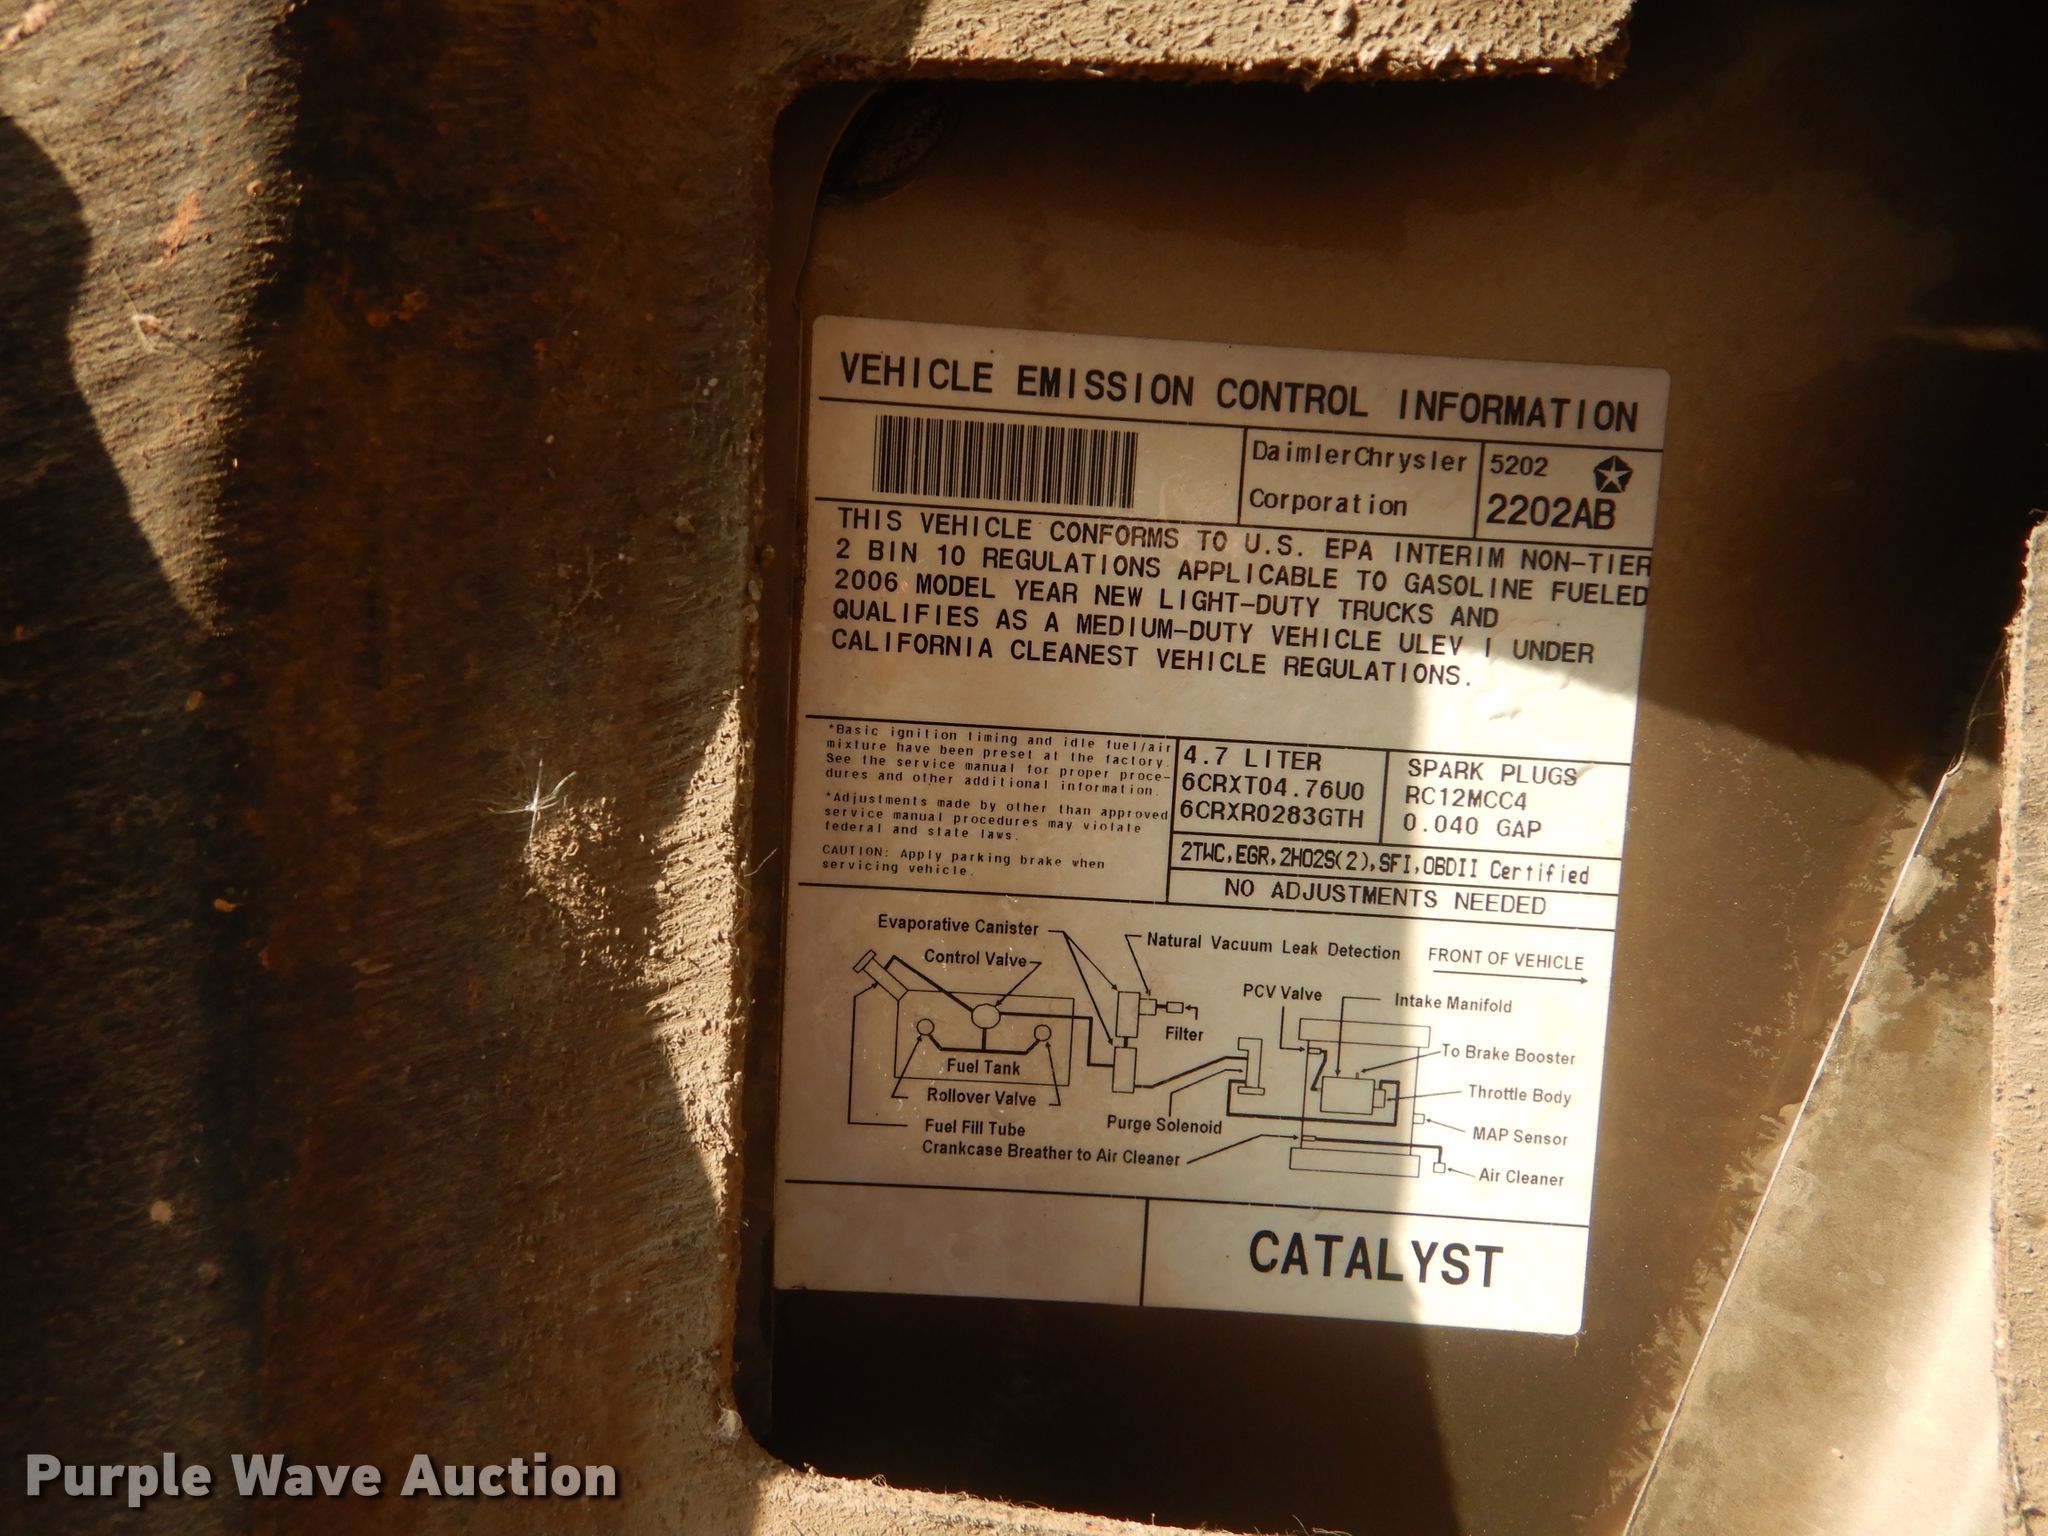 VEHICLE EMISSION CONTROL INFORMATION
DaimlerChrysler
Corporation
5202
2202AB
THIS VEHICLE CONFORMS TO U.S. EPA INTERIM NON-TIER
2 BIN 10 REGULATIONS APPLICABLE TO GASOLINE FUELED
2006 MODEL YEAR NEW LIGHT-DUTY TRUCKS AND
QUALIFIES AS A MEDIUM-DUTY VEHICLE ULEV I UNDER
CALIFORNIA CLEANEST VEHICLE REGULATIONS.
*Basic ignition timing and idle fuel/air
mixture have been preset at the factory.
See the service manual for proper proce-
dures and other additional information.
*Adjustments made by other than approved
service manual procedures may violate
federal and state laws.
CAUTION: Apply parking brake when
servicing vehicle.
4.7 LITER
6CRXT04.76U0
6CRXR0283GTH
SPARK PLUGS
RC12MCC4
0.040 GAP
2TWC,EGR,2HO2S(2),SFI,OBDII Certified
NO ADJUSTMENTS NEEDED
Evaporative Canister
Control Valve
Natural Vacuum Leak Detection
FRONT OF VEHICLE
PCV Valve
Intake Manifold
Filter
To Brake Booster
Fuel Tank
Throttle Body
Rollover Valve
Purge Solenoid
Fuel Fill Tube
MAP Sensor
Crankcase Breather to Air Cleaner
Air Cleaner
CATALYST
Purple Wave Auction